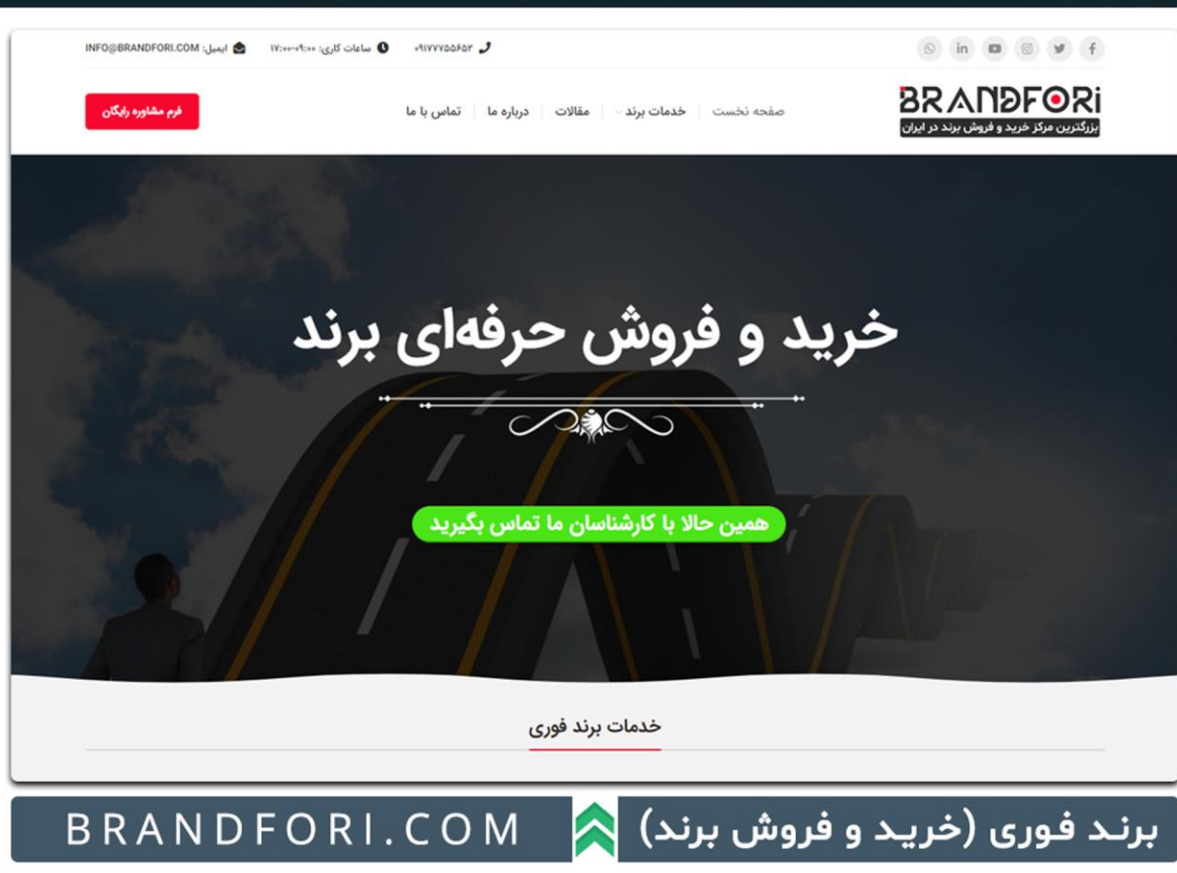 ۰۹۱۷۷۷۵۵۶۵۲ ساعات کاری: ۰۹:۰۰-۱۷:۰۰ ایمیل: INFO@BRANDFORI.COM
BRANDFORi
بزرگترین مرکز خرید و فروش برند در ایران
صفحه نخست خدمات برند مقالات درباره ما تماس با ما
فرم مشاوره رایگان
خرید و فروش حرفه‌ای برند
همین حالا با کارشناسان ما تماس بگیرید
خدمات برند فوری
برند فوری (خرید و فروش برند) BRANDFORI.COM